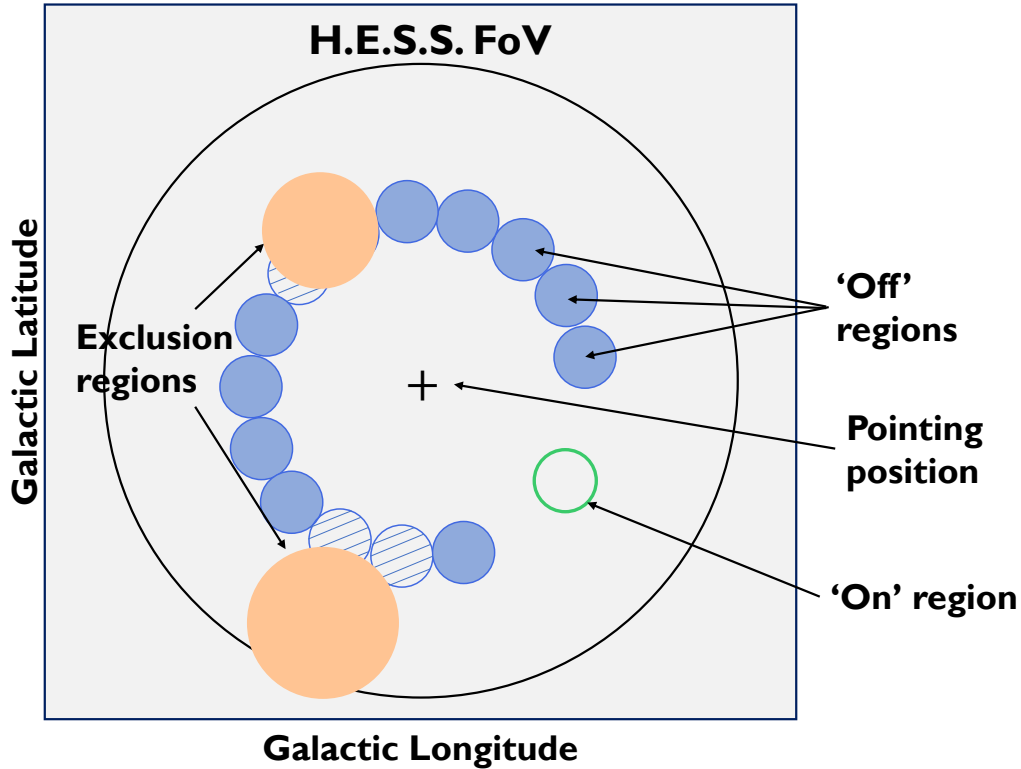 H.E.S.S. FoV
Galactic Latitude
Exclusion
regions
‘Off’
regions
Pointing
position
‘On’ region
Galactic Longitude